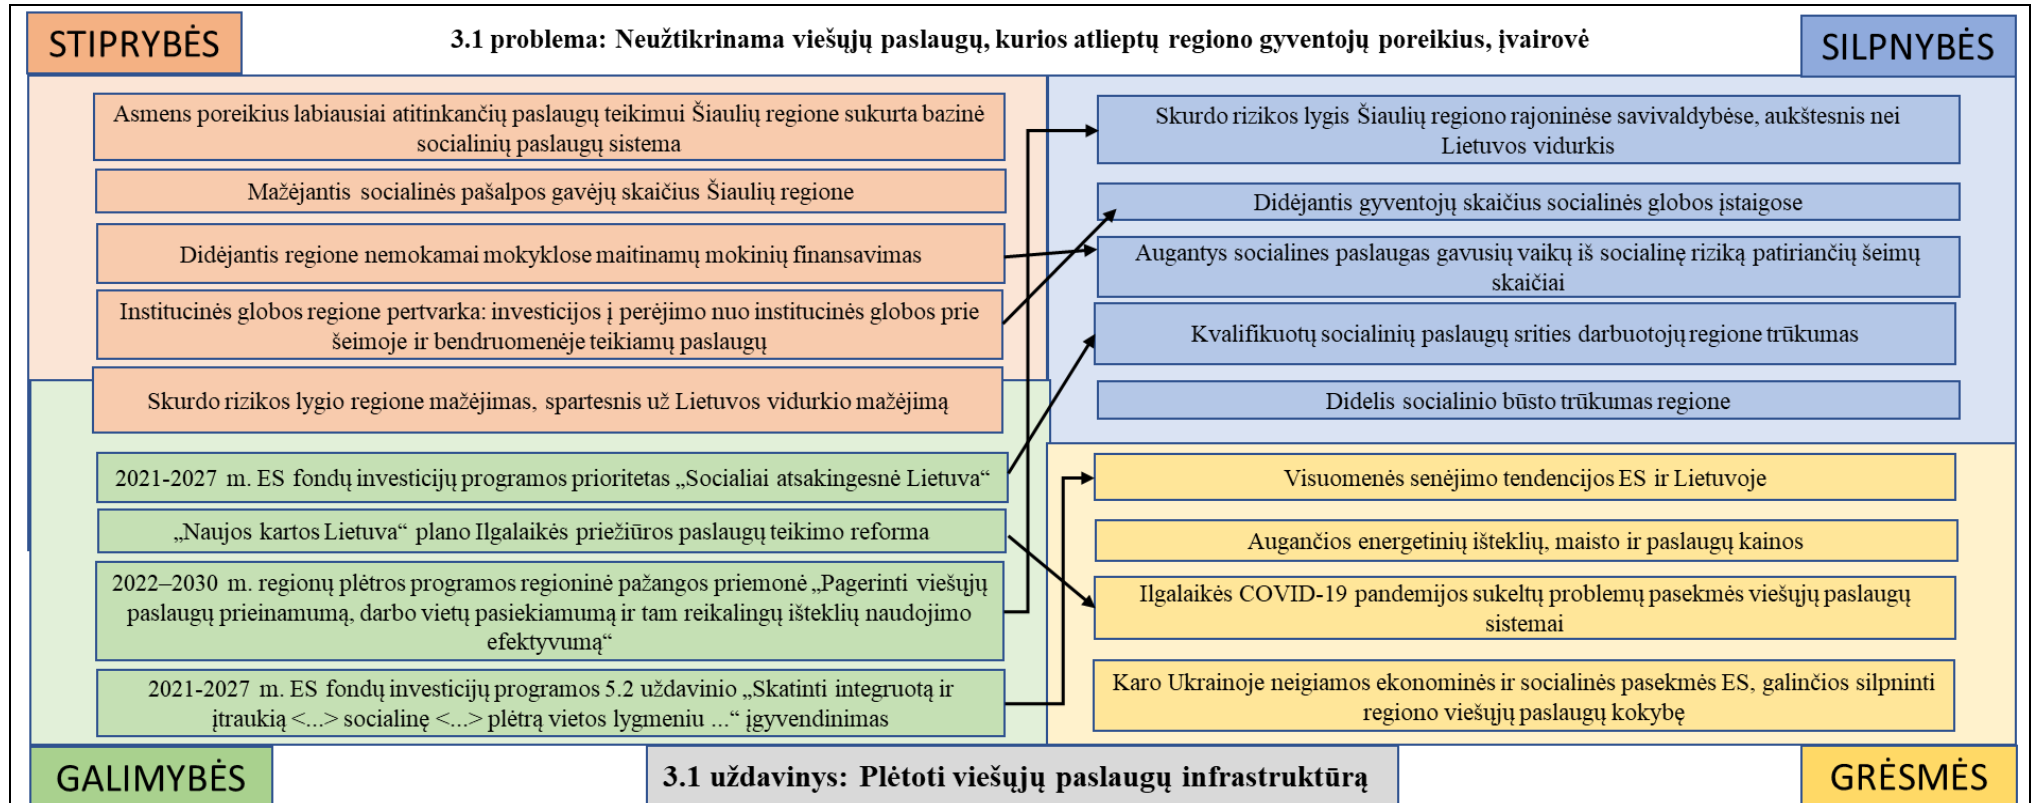 STIPRYBĖS
3.1 problema: Neužtikrinama viešųjų paslaugų, kurios atlieptų regiono gyventojų poreikius, įvairovė
SILPNYBĖS
Asmens poreikius labiausiai atitinkančių paslaugų teikimui Šiaulių regione sukurta bazinė
socialinių paslaugų sistema
Mažėjantis socialinės pašalpos gavėjų skaičius Šiaulių regione
Didėjantis regione nemokamai mokyklose maitinamų mokinių finansavimas
Institucinės globos regione pertvarka: investicijos į perėjimo nuo institucinės globos prie
šeimoje ir bendruomenėje teikiamų paslaugų
Skurdo rizikos lygio regione mažėjimas, spartesnis už Lietuvos vidurkio mažėjimą
Skurdo rizikos lygis Šiaulių regiono rajoninėse savivaldybėse, aukštesnis nei
Lietuvos vidurkis
Didėjantis gyventojų skaičius socialinės globos įstaigose
Augantys socialines paslaugas gavusių vaikų iš socialinę riziką patiriančių šeimų
skaičiai
Kvalifikuotų socialinių paslaugų srities darbuotojų regione trūkumas
Didelis socialinio būsto trūkumas regione
2021-2027 m. ES fondų investicijų programos prioritetas „Socialiai atsakingesnė Lietuva“
„Naujos kartos Lietuva“ plano Ilgalaikės priežiūros paslaugų teikimo reforma
2022–2030 m. regionų plėtros programos regioninė pažangos priemonė „Pagerinti viešųjų
paslaugų prieinamumą, darbo vietų pasiekiamumą ir tam reikalingų išteklių naudojimo
efektyvumą“
2021-2027 m. ES fondų investicijų programos 5.2 uždavinio „Skatinti integruotą ir
įtraukią <...> socialinę <...> plėtrą vietos lygmeniu ...“ įgyvendinimas
Visuomenės senėjimo tendencijos ES ir Lietuvoje
Augančios energetinių išteklių, maisto ir paslaugų kainos
Ilgalaikės COVID-19 pandemijos sukeltų problemų pasekmės viešųjų paslaugų
sistemai
Karo Ukrainoje neigiamos ekonominės ir socialinės pasekmės ES, galinčios silpninti
regiono viešųjų paslaugų kokybę
GALIMYBĖS
3.1 uždavinys: Plėtoti viešųjų paslaugų infrastruktūrą
GRĖSMĖS